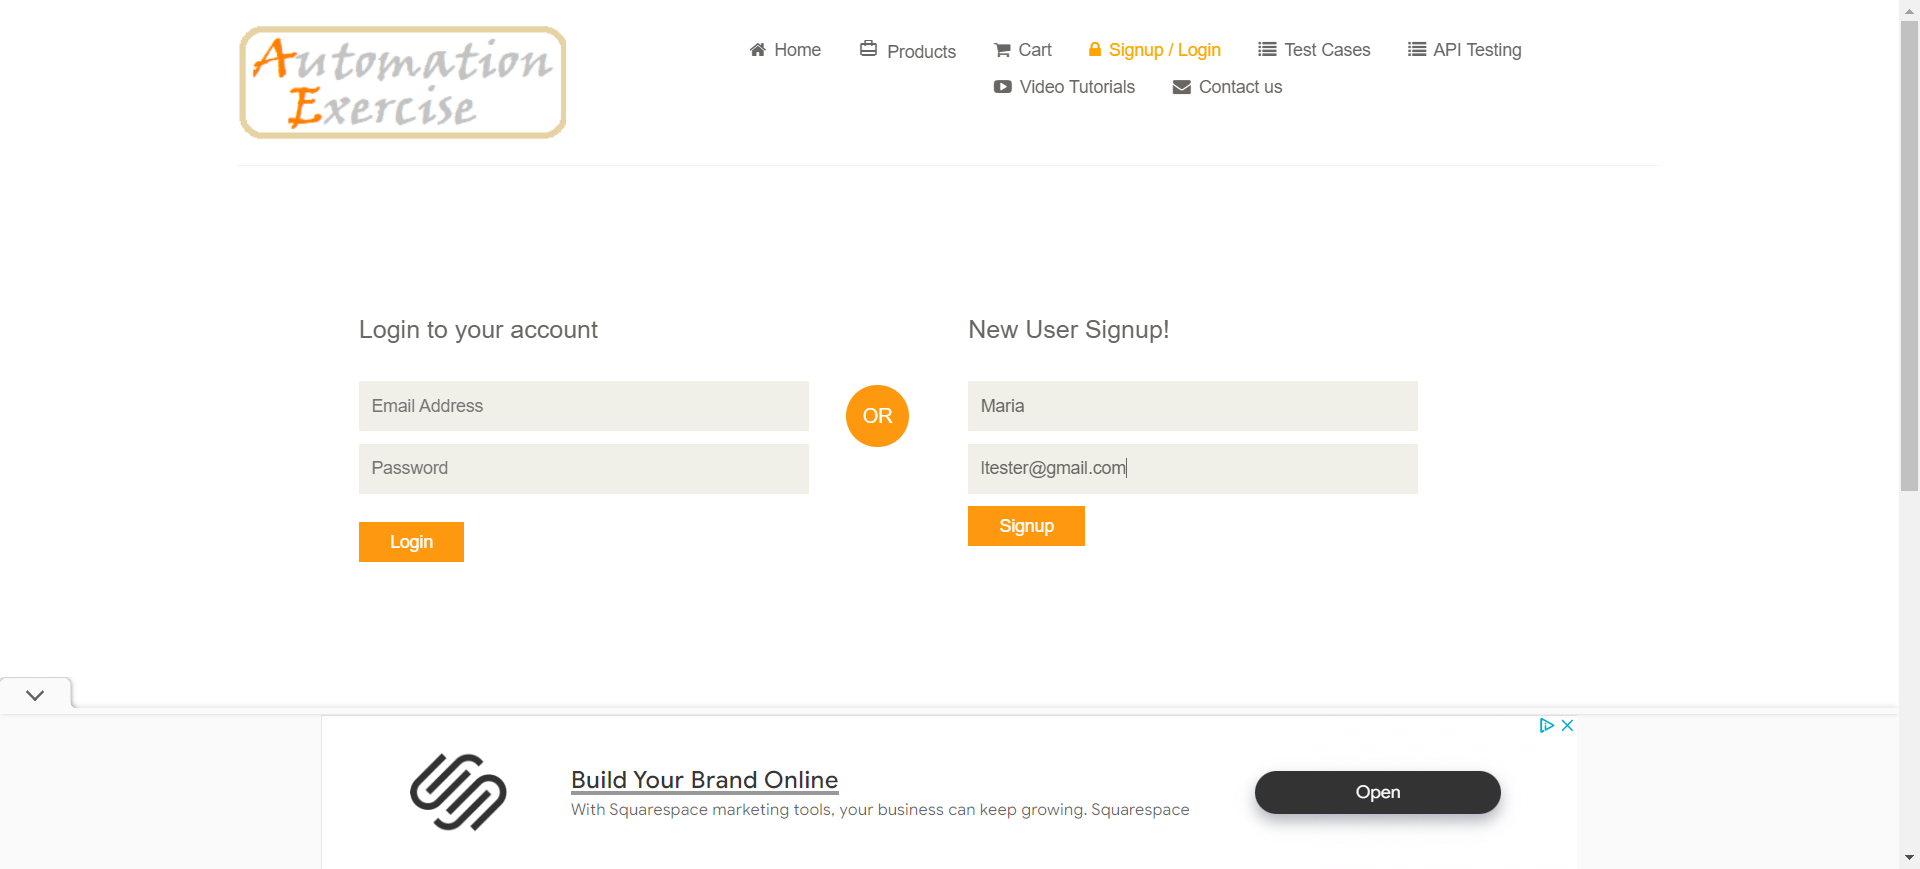 Automation
Exercise
Home
Products
Cart
Signup / Login
Test Cases
API Testing
Video Tutorials
Contact us
Login to your account
Email Address
Password
Login
OR
New User Signup!
Maria
ltester@gmail.com
Signup
Build Your Brand Online
With Squarespace marketing tools, your business can keep growing. Squarespace
Open